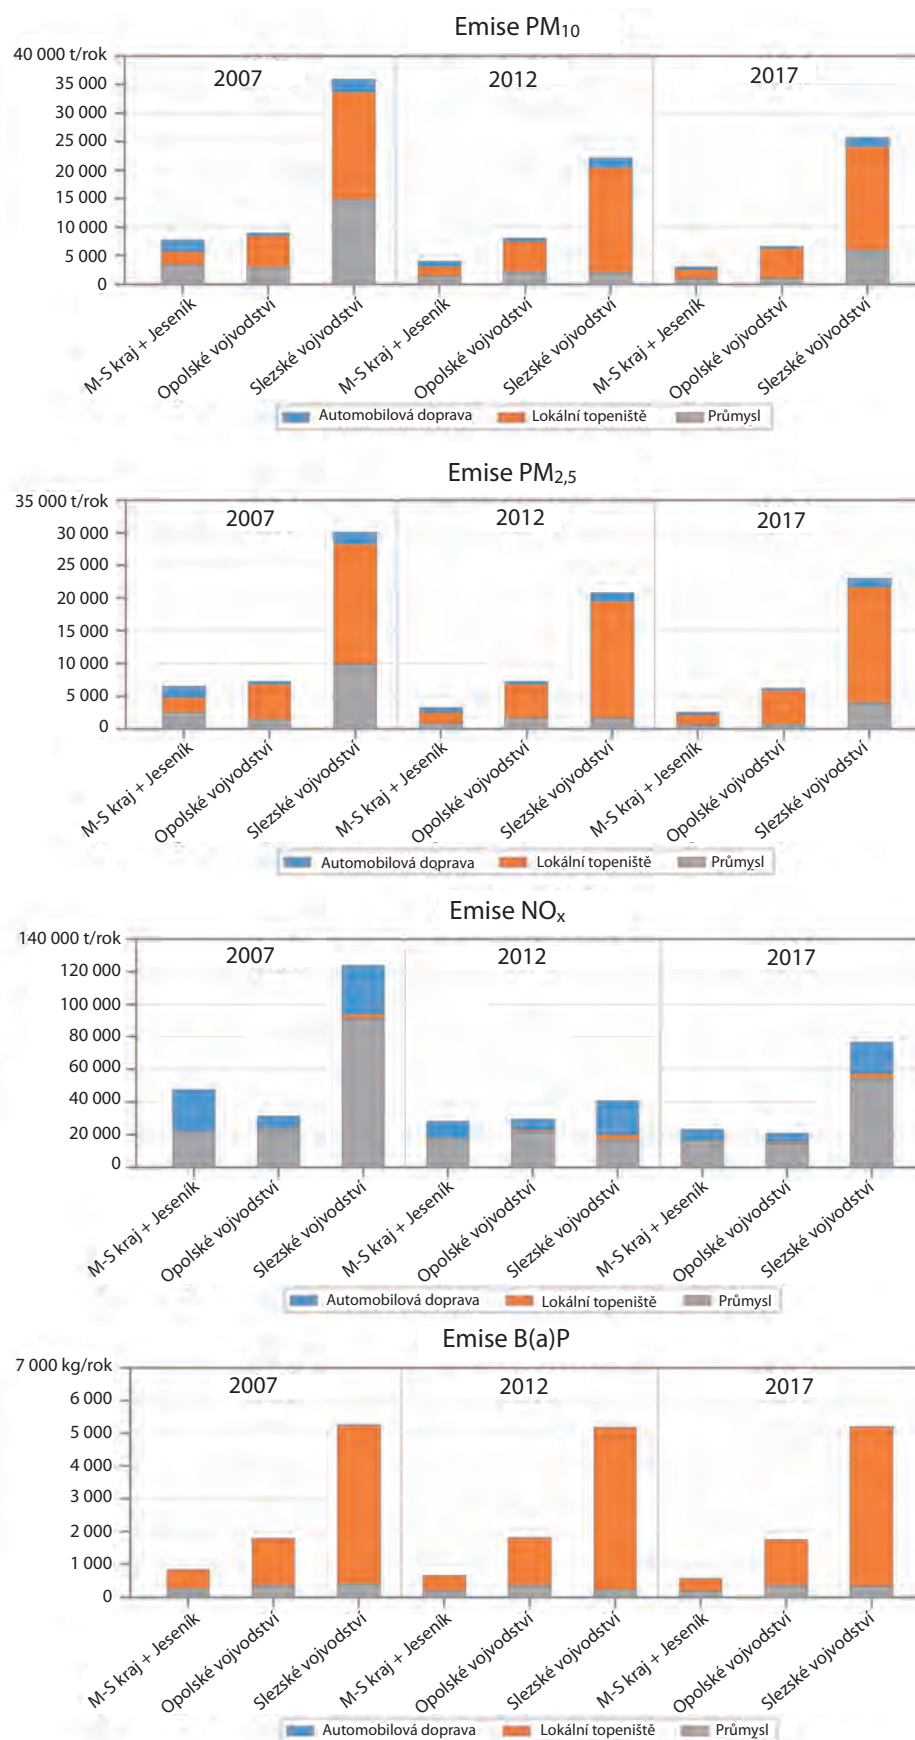 Emise PM10
40 000 t/rok
35 000
30 000
25 000
20 000
15 000
10 000
5 000
0
2007
2012
2017
M-S kraj + Jeseník
Opolské vojvodství
Slezské vojvodství
M-S kraj + Jeseník
Opolské vojvodství
Slezské vojvodství
M-S kraj + Jeseník
Opolské vojvodství
Slezské vojvodství
Automobilová doprava Lokální topeniště Průmysl
Emise PM2,5
35 000 t/rok
30 000
25 000
20 000
15 000
10 000
5 000
0
2007
2012
2017
M-S kraj + Jeseník
Opolské vojvodství
Slezské vojvodství
M-S kraj + Jeseník
Opolské vojvodství
Slezské vojvodství
M-S kraj + Jeseník
Opolské vojvodství
Slezské vojvodství
Automobilová doprava Lokální topeniště Průmysl
Emise NOx
140 000 t/rok
120 000
100 000
80 000
60 000
40 000
20 000
0
2007
2012
2017
M-S kraj + Jeseník
Opolské vojvodství
Slezské vojvodství
M-S kraj + Jeseník
Opolské vojvodství
Slezské vojvodství
M-S kraj + Jeseník
Opolské vojvodství
Slezské vojvodství
Automobilová doprava Lokální topeniště Průmysl
Emise B(a)P
7 000 kg/rok
6 000
5 000
4 000
3 000
2 000
1 000
0
2007
2012
2017
M-S kraj + Jeseník
Opolské vojvodství
Slezské vojvodství
M-S kraj + Jeseník
Opolské vojvodství
Slezské vojvodství
M-S kraj + Jeseník
Opolské vojvodství
Slezské vojvodství
Automobilová doprava Lokální topeniště Průmysl